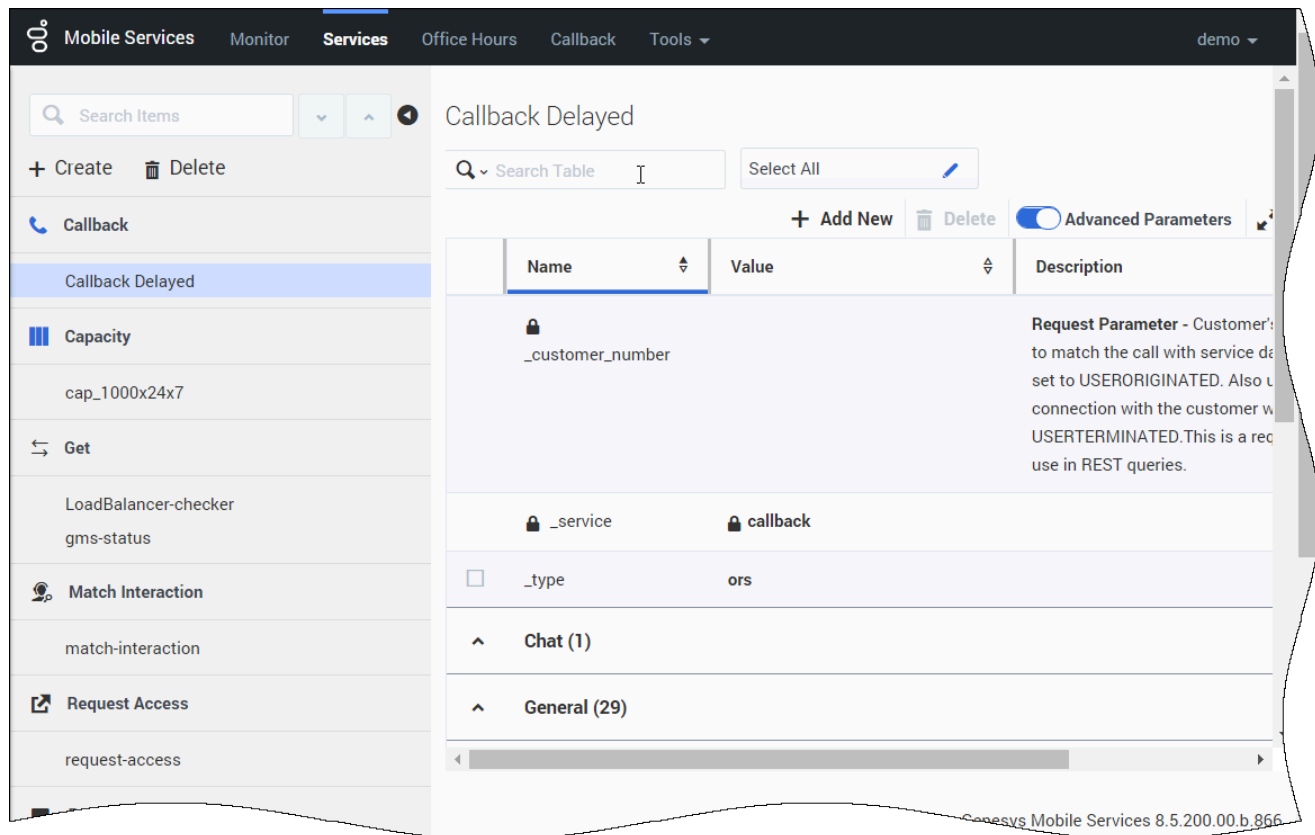 Mobile Services Monitor Services Office Hours Callback Tools demo
Search Items
+ Create Delete
Callback
Callback Delayed
Capacity
cap_1000x24x7
Get
LoadBalancer-checker
gms-status
Match Interaction
match-interaction
Request Access
request-access
Callback Delayed
Search Table
Select All
+ Add New Delete Advanced Parameters
Name Value Description
_customer_number
Request Parameter - Customer's
to match the call with service da
set to USERORIGINATED. Also u
connection with the customer w
USERTERMINATED.This is a req
use in REST queries.
_service callback
_type ors
Chat (1)
General (29)
Genesys Mobile Services 8.5.200.00.b.866